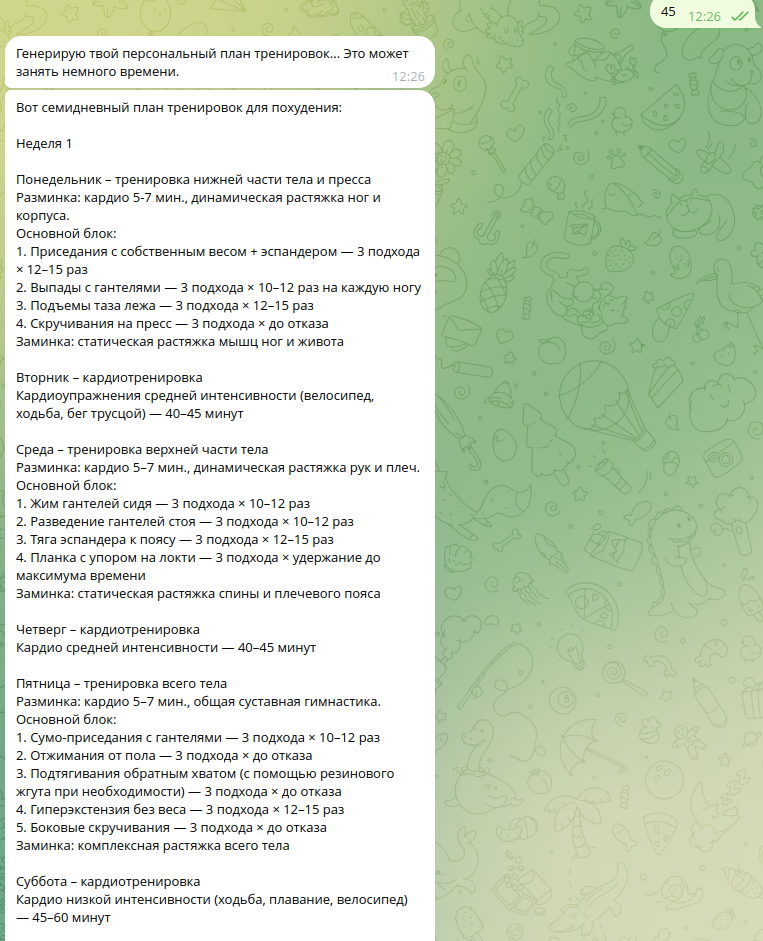 45
12:26
Генерирую твой персональный план тренировок... Это может
занять немного времени.
12:26
Вот семидневный план тренировок для похудения:
Неделя 1
Понедельник – тренировка нижней части тела и пресса
Разминка: кардио 5-7 мин., динамическая растяжка ног и
корпуса.
Основной блок:
1. Приседания с собственным весом + эспандером — 3 подхода
× 12–15 раз
2. Выпады с гантелями — 3 подхода × 10–12 раз на каждую ногу
3. Подъемы таза лежа — 3 подхода × 12–15 раз
4. Скручивания на пресс — 3 подхода × до отказа
Заминка: статическая растяжка мышц ног и живота
Вторник – кардиотренировка
Кардиоупражнения средней интенсивности (велосипед,
ходьба, бег трусцой) — 40–45 минут
Среда – тренировка верхней части тела
Разминка: кардио 5–7 мин., динамическая растяжка рук и плеч.
Основной блок:
1. Жим гантелей сидя — 3 подхода × 10–12 раз
2. Разведение гантелей стоя — 3 подхода × 10–12 раз
3. Тяга эспандера к поясу — 3 подхода × 12–15 раз
4. Планка с упором на локти — 3 подхода × удержание до
максимума времени
Заминка: статическая растяжка спины и плечевого пояса
Четверг – кардиотренировка
Кардио средней интенсивности — 40–45 минут
Пятница – тренировка всего тела
Разминка: кардио 5–7 мин., общая суставная гимнастика.
Основной блок:
1. Сумо-приседания с гантелями — 3 подхода × 10–12 раз
2. Отжимания от пола — 3 подхода × до отказа
3. Подтягивания обратным хватом (с помощью резинового
жгута при необходимости) — 3 подхода × до отказа
4. Гиперэкстензия без веса — 3 подхода × 12–15 раз
5. Боковые скручивания — 3 подхода × до отказа
Заминка: комплексная растяжка всего тела
Суббота – кардиотренировка
Кардио низкой интенсивности (ходьба, плавание, велосипед)
— 45–60 минут